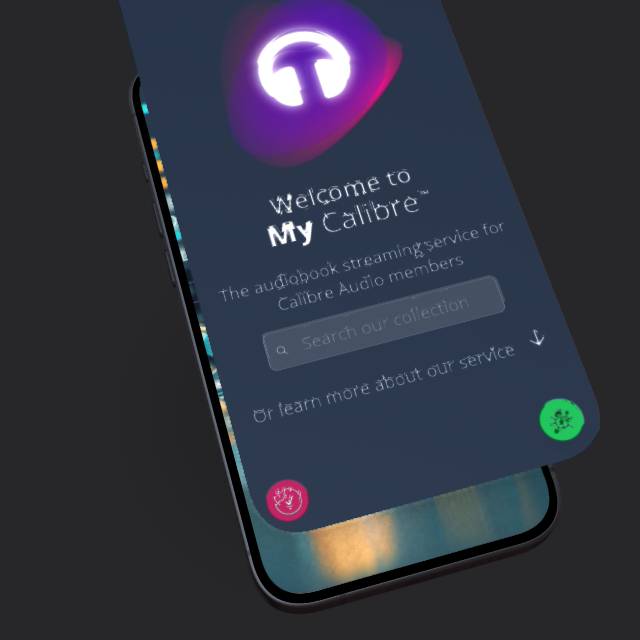 Welcome to
My Calibre™
The audiobook streaming service for
Calibre Audio members
Search our collection
Or learn more about our service